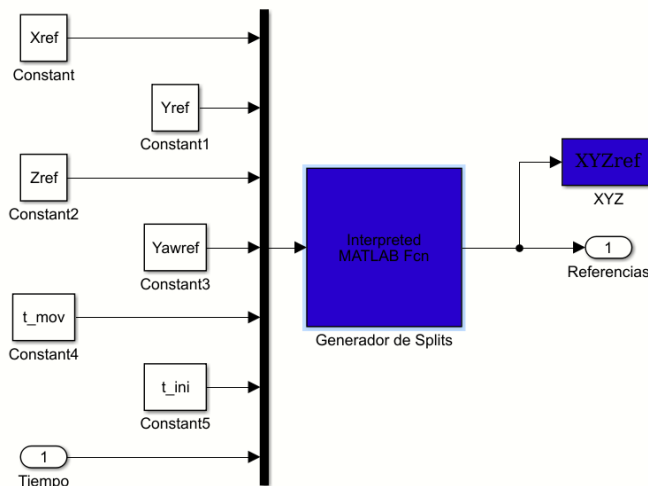 Xref
Constant
Yref
Constant1
Zref
Constant2
Yawref
Constant3
t_mov
Constant4
t_ini
Constant5
1
Tiempo
Interpreted
MATLAB Fcn
Generador de Splits
XYZref
XYZ
1
Referencias